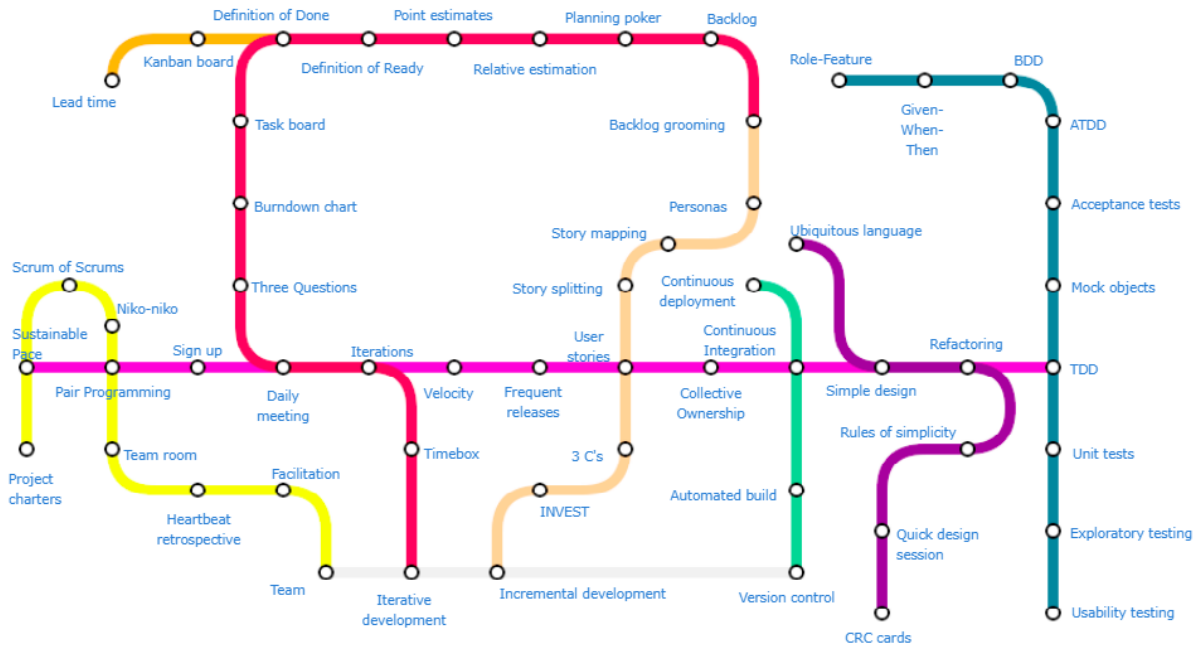 Definition of Done
Point estimates
Planning poker
Backlog
Kanban board
Definition of Ready
Relative estimation
Role-Feature
BDD
Lead time
Task board
Backlog grooming
Given-
When-
Then
ATDD
Burndown chart
Personas
Acceptance tests
Story mapping
Ubiquitous language
Scrum of Scrums
Three Questions
Story splitting
Continuous
deployment
Mock objects
Niko-niko
Sustainable
Pace
Sign up
Iterations
User
stories
Continuous
Integration
Refactoring
Pair Programming
Daily
meeting
Velocity
Frequent
releases
Collective
Ownership
Simple design
TDD
Project
charters
Team room
Timebox
3 C's
Rules of simplicity
Unit tests
Facilitation
Heartbeat
retrospective
INVEST
Automated build
Quick design
session
Exploratory testing
Team
Iterative
development
Incremental development
Version control
CRC cards
Usability testing